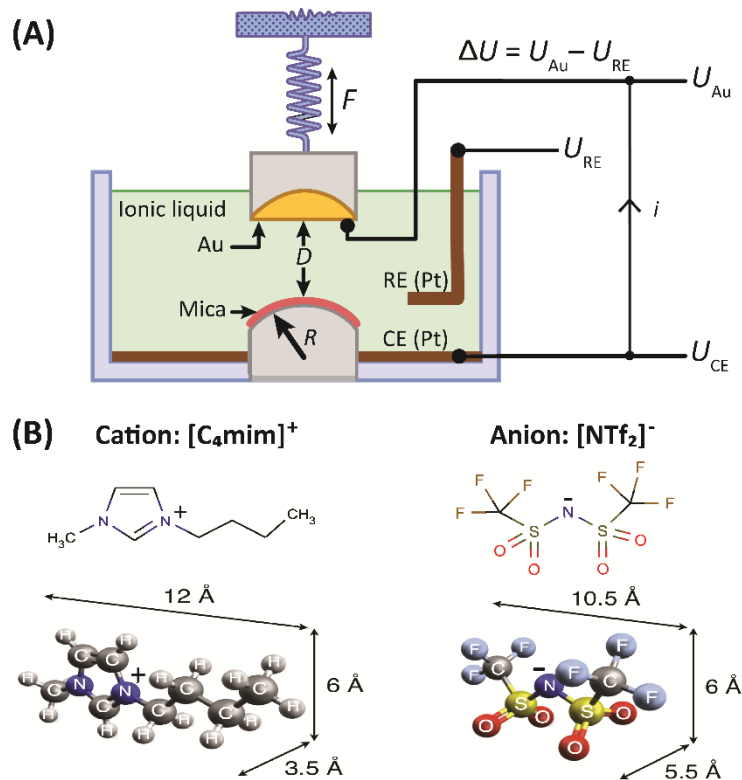 (A)
ΔU = U_Au – U_RE
U_Au
F
U_RE
Ionic liquid
i
Au
D
RE (Pt)
Mica
R
CE (Pt)
U_CE
(B) Cation: [C₄mim]⁺ Anion: [NTf₂]⁻
F F
F F
F F
N N + CH₃
H₃C
S N - S
O O O O
12 Å 10.5 Å
H H H H H H
C C C C F F F F
N + N C C C - C
C C C C S N S F F
H H H H H H O O O O
6 Å 6 Å
3.5 Å 5.5 Å